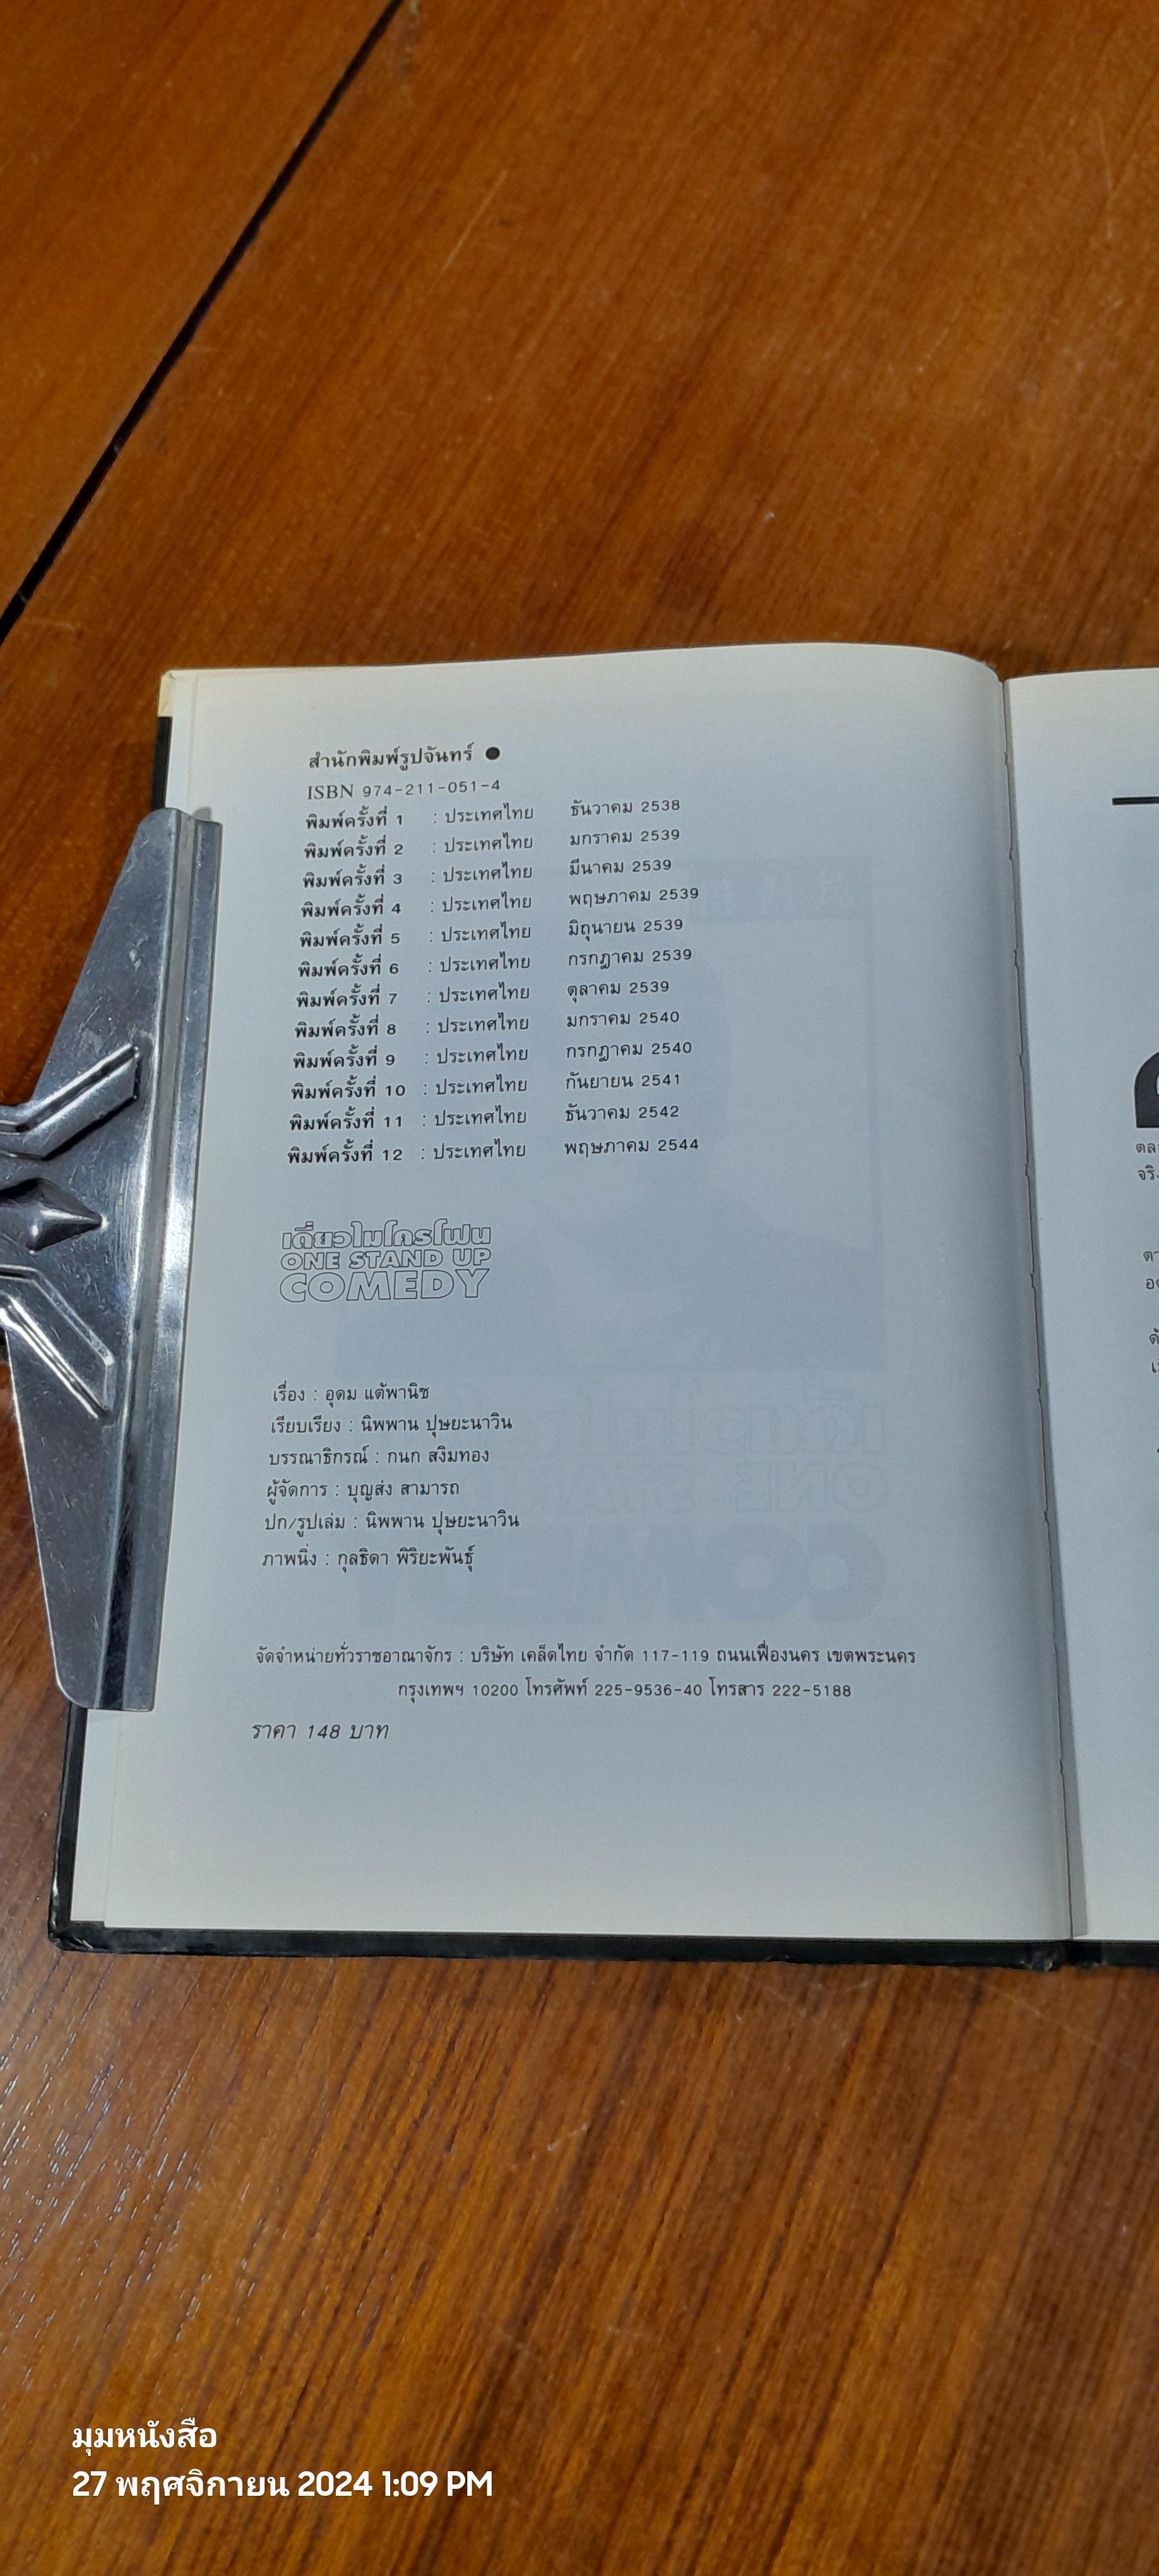 สำนักพิมพ์รูปจันทร์ ●
ISBN 974-211-051-4
พิมพ์ครั้งที่ 1 : ประเทศไทย ธันวาคม 2538
พิมพ์ครั้งที่ 2 : ประเทศไทย มกราคม 2539
พิมพ์ครั้งที่ 3 : ประเทศไทย มีนาคม 2539
พิมพ์ครั้งที่ 4 : ประเทศไทย พฤษภาคม 2539
พิมพ์ครั้งที่ 5 : ประเทศไทย มิถุนายน 2539
พิมพ์ครั้งที่ 6 : ประเทศไทย กรกฎาคม 2539
พิมพ์ครั้งที่ 7 : ประเทศไทย ตุลาคม 2539
พิมพ์ครั้งที่ 8 : ประเทศไทย มกราคม 2540
พิมพ์ครั้งที่ 9 : ประเทศไทย กรกฎาคม 2540
พิมพ์ครั้งที่ 10 : ประเทศไทย กันยายน 2541
พิมพ์ครั้งที่ 11 : ประเทศไทย ธันวาคม 2542
พิมพ์ครั้งที่ 12 : ประเทศไทย พฤษภาคม 2544
เดี่ยวไมโครโฟน
ONE STAND UP
COMEDY
เรื่อง : อุดม แต้พานิช
เรียบเรียง : นิพพาน ปุษยะนาวิน
บรรณาธิกรณ์ : กนก สงิมทอง
ผู้จัดการ : บุญส่ง สามารถ
ปก/รูปเล่ม : นิพพาน ปุษยะนาวิน
ภาพนิ่ง : กุลธิดา พิริยะพันธุ์
จัดจำหน่ายทั่วราชอาณาจักร : บริษัท เคล็ดไทย จำกัด 117-119 ถนนเฟื่องนคร เขตพระนคร
กรุงเทพฯ 10200 โทรศัพท์ 225-9536-40 โทรสาร 222-5188
ราคา 148 บาท
มุมหนังสือ
27 พฤศจิกายน 2024 1:09 PM